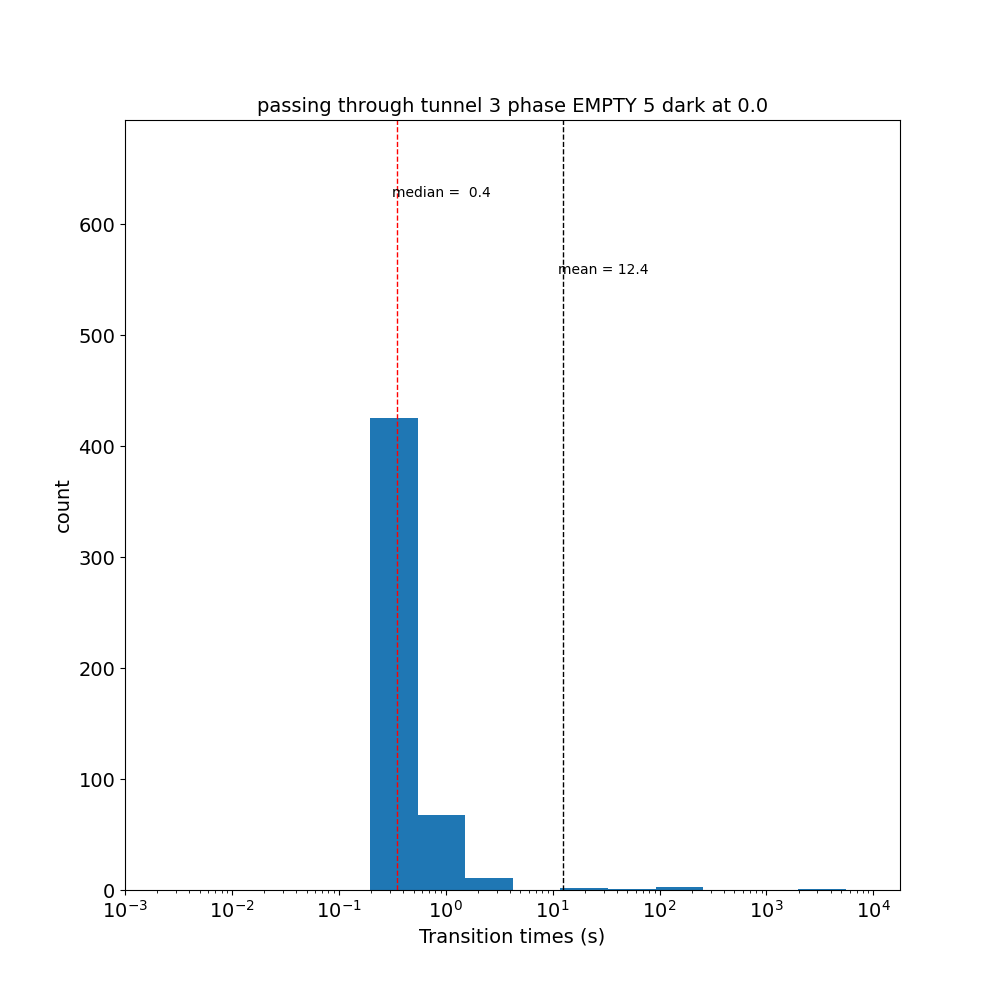 passing through tunnel 3 phase EMPTY 5 dark at 0.0
median =  0.4
mean = 12.4
600
500
400
300
200
100
0
count
10⁻³ 10⁻² 10⁻¹ 10⁰ 10¹ 10² 10³ 10⁴
Transition times (s)